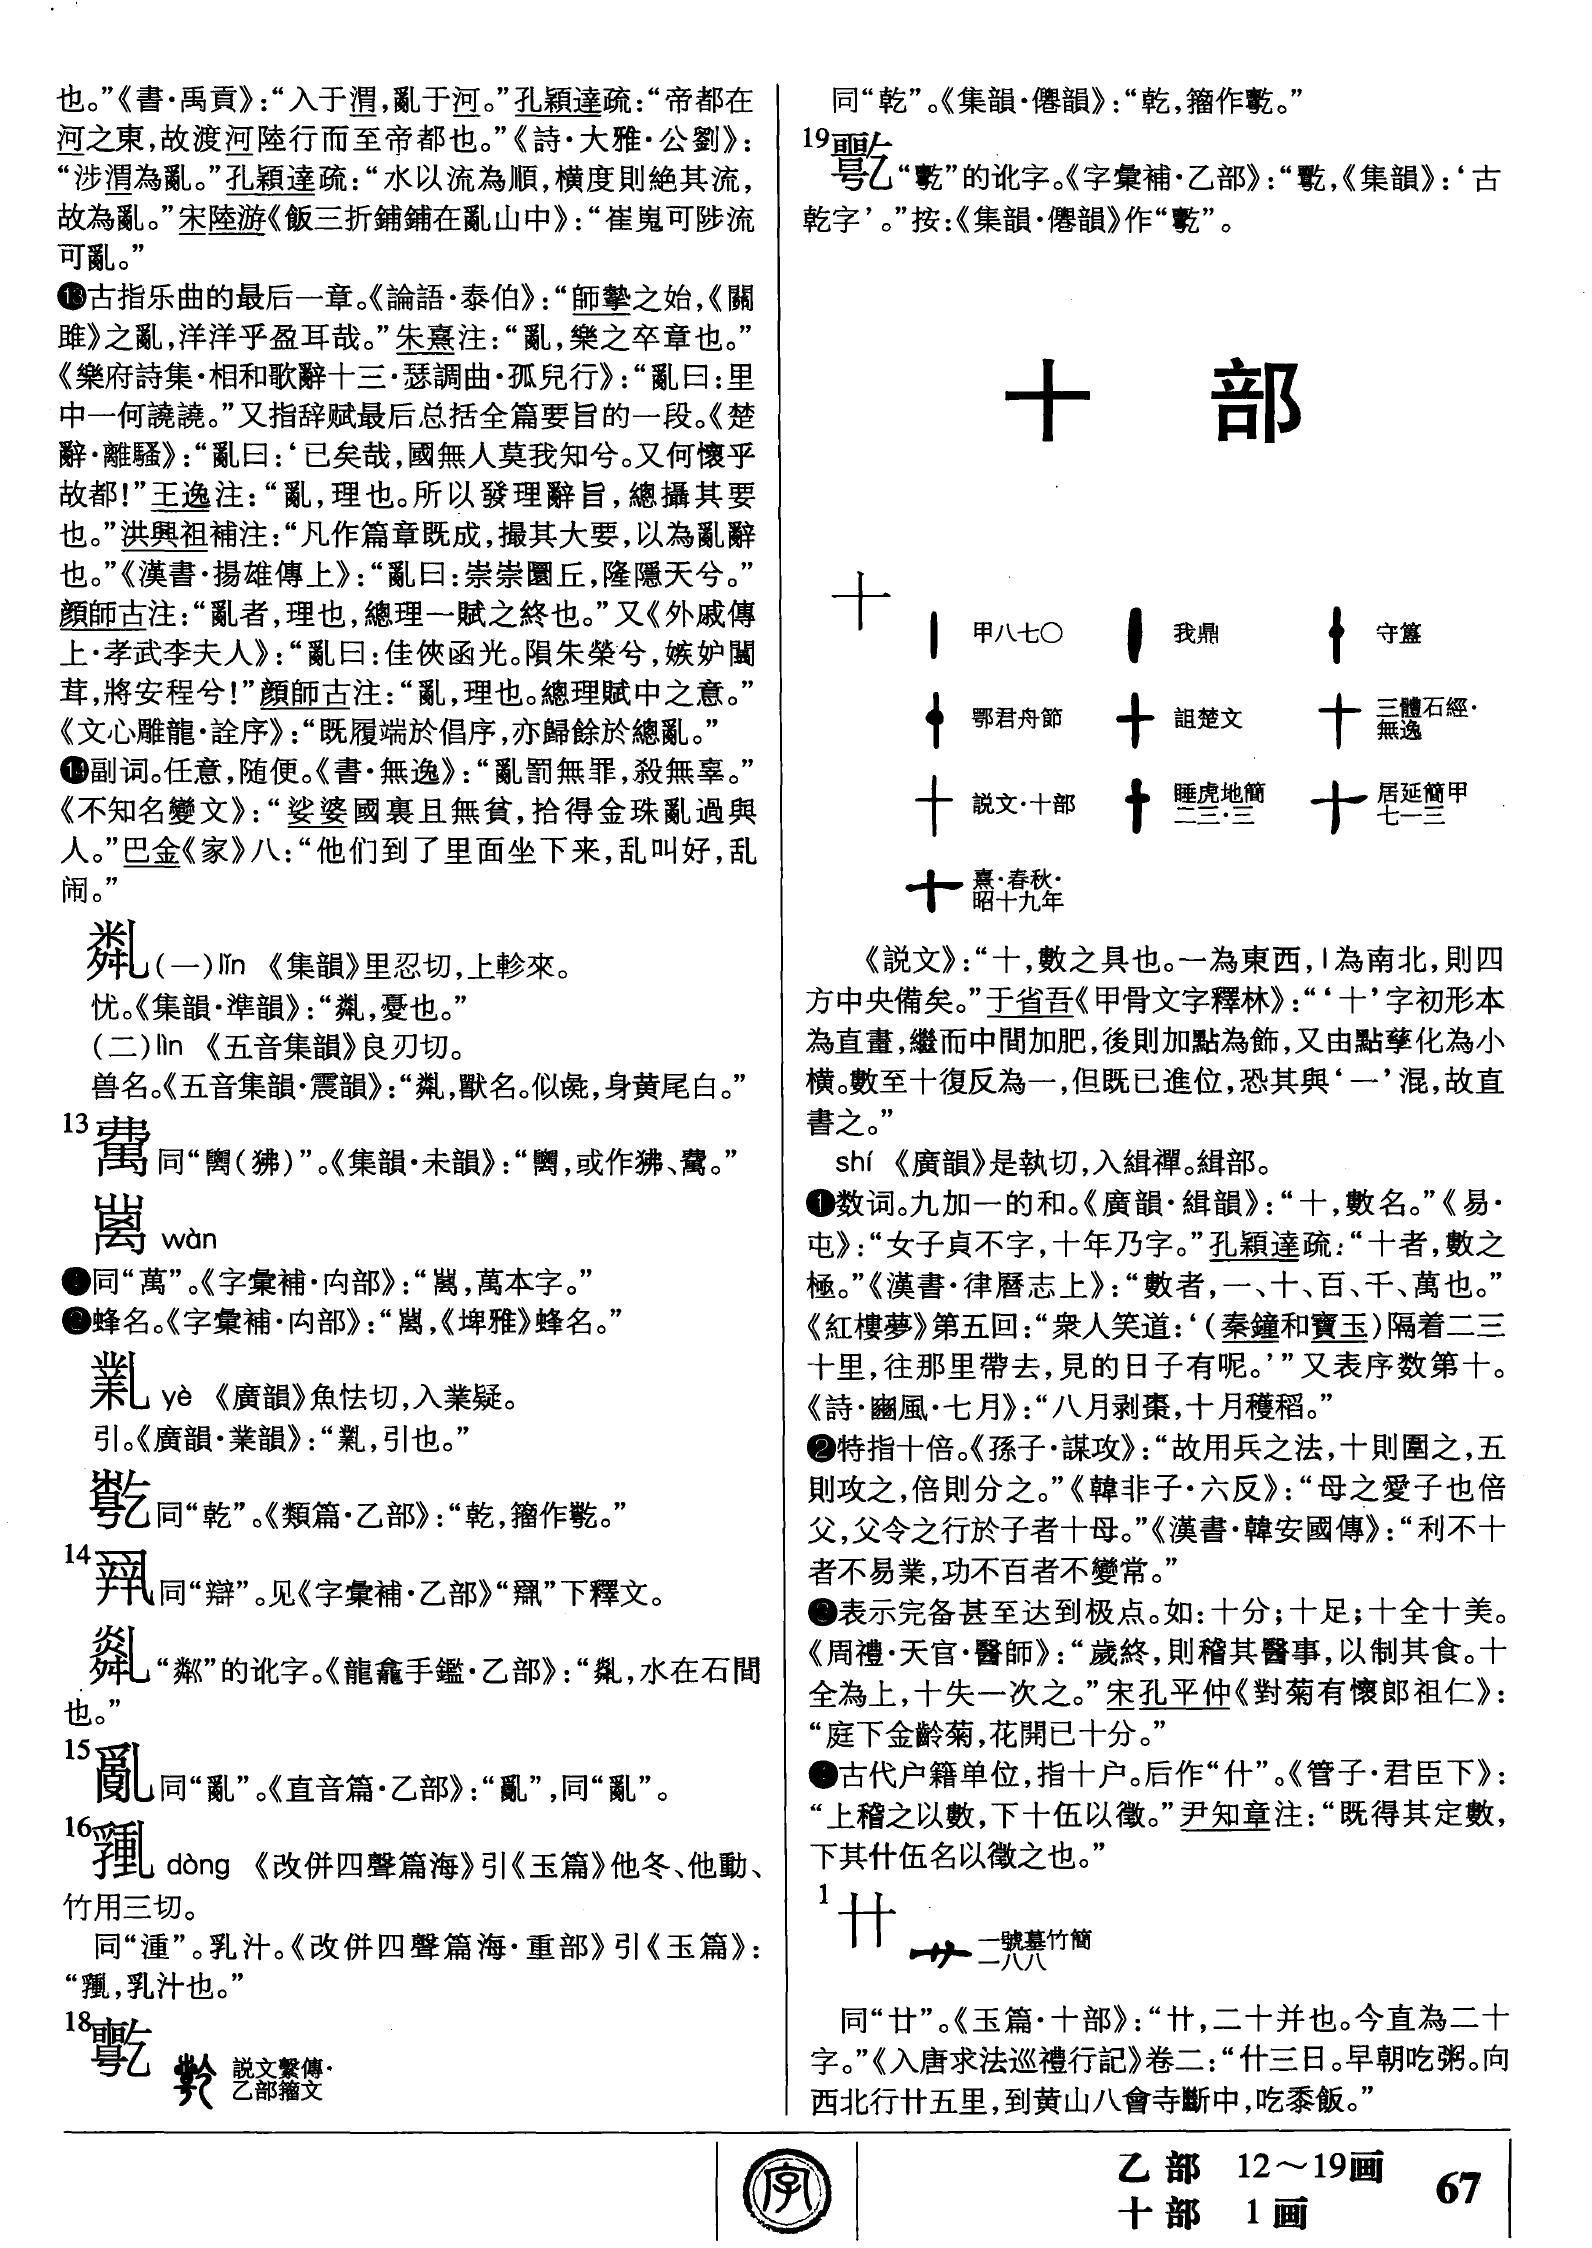 也。”《書·禹貢》：“入于渭，亂于河。”孔穎達疏：“帝都在
河之東，故渡河陸行而至帝都也。”《詩·大雅·公劉》：
“涉渭為亂。”孔穎達疏：“水以流為順，横度則絶其流，
故為亂。”宋陸游《飯三折鋪鋪在亂山中》：“崔嵬可陟流
可亂。”
⓭古指乐曲的最后一章。《論語·泰伯》：“師摯之始，《關
雎》之亂，洋洋乎盈耳哉。”朱熹注：“亂，樂之卒章也。”
《樂府詩集·相和歌辭十三·瑟調曲·孤兒行》：“亂曰：里
中一何譊譊。”又指辞赋最后总括全篇要旨的一段。《楚
辭·離騷》：“亂曰：‘已矣哉，國無人莫我知兮。又何懷乎
故都！”王逸注：“亂，理也。所以發理辭旨，總攝其要
也。”洪興祖補注：“凡作篇章既成，撮其大要，以為亂辭
也。”《漢書·揚雄傳上》：“亂曰：崇崇圜丘，隆隱天兮。”
顔師古注：“亂者，理也，總理一賦之終也。”又《外戚傳
上·孝武李夫人》：“亂曰：佳俠函光。隕朱榮兮，嫉妒闒
茸，將安程兮！”顔師古注：“亂，理也。總理賦中之意。”
《文心雕龍·詮序》：“既履端於倡序，亦歸餘於總亂。”
⓮副词。任意，随便。《書·無逸》：“亂罰無罪，殺無辜。”
《不知名變文》：“娑婆國裏且無貧，拾得金珠亂過與
人。”巴金《家》八：“他们到了里面坐下来，乱叫好，乱
闹。”
(一)lǐn 《集韻》里忍切，上軫來。
忧。《集韻·準韻》：“，憂也。”
(二)lìn 《五音集韻》良刃切。
兽名。《五音集韻·震韻》：“，獸名。似彘，身黄尾白。”
13 同“（狒）”。《集韻·未韻》：“，或作狒、。”
wàn
❶同“萬”。《字彙補·禸部》：“，萬本字。”
❷蜂名。《字彙補·禸部》：“，《埤雅》蜂名。”
yè 《廣韻》魚怯切，入業疑。
引。《廣韻·業韻》：“，引也。”
同“乾”。《類篇·乙部》：“乾，籀作。”
14 同“辯”。见《字彙補·乙部》“”下釋文。
“粼”的讹字。《龍龕手鑑·乙部》：“，水在石間
也。”
15 同“亂”。《直音篇·乙部》：“”，同“亂”。
16 dòng 《改併四聲篇海》引《玉篇》他冬、他動、
竹用三切。
同“湩”。乳汁。《改併四聲篇海·重部》引《玉篇》：
“，乳汁也。”
18 説文繫傳·
乙部籀文
同“乾”。《集韻·僊韻》：“乾，籀作。”
19 “”的讹字。《字彙補·乙部》：“，《集韻》：‘古
乾字’。”按：《集韻·僊韻》作“”。
十 部
十 甲八七〇 我鼎 守簋
鄂君舟節 詛楚文 三體石經·
無逸
説文·十部 睡虎地簡
二三·三 居延簡甲
七一三
熹·春秋·
昭十九年
《説文》：“十，數之具也。一為東西，丨為南北，則四
方中央備矣。”于省吾《甲骨文字釋林》：“‘十’字初形本
為直畫，繼而中間加肥，後則加點為飾，又由點孳化為小
横。數至十復反為一，但既已進位，恐其與‘一’混，故直
書之。”
shí 《廣韻》是執切，入緝禪。緝部。
❶数词。九加一的和。《廣韻·緝韻》：“十，數名。”《易·
屯》：“女子貞不字，十年乃字。”孔穎達疏：“十者，數之
極。”《漢書·律曆志上》：“數者，一、十、百、千、萬也。”
《紅樓夢》第五回：“衆人笑道：‘（秦鐘和寶玉）隔着二三
十里，往那里帶去，見的日子有呢。’”又表序数第十。
《詩·豳風·七月》：“八月剥棗，十月穫稻。”
❷特指十倍。《孫子·謀攻》：“故用兵之法，十則圍之，五
則攻之，倍則分之。”《韓非子·六反》：“母之愛子也倍
父，父令之行於子者十母。”《漢書·韓安國傳》：“利不十
者不易業，功不百者不變常。”
❸表示完备甚至达到极点。如：十分；十足；十全十美。
《周禮·天官·醫師》：“歲終，則稽其醫事，以制其食。十
全為上，十失一次之。”宋孔平仲《對菊有懷郎祖仁》：
“庭下金齡菊，花開已十分。”
❹古代户籍单位，指十户。后作“什”。《管子·君臣下》：
“上稽之以數，下十伍以徵。”尹知章注：“既得其定數，
下其什伍名以徵之也。”
1 卄 一號墓竹簡
一八八
同“廿”。《玉篇·十部》：“卄，二十并也。今直為二十
字。”《入唐求法巡禮行記》卷二：“卄三日。早朝吃粥。向
西北行廿五里，到黄山八會寺斷中，吃黍飯。”
字
乙 部 12～19画
十 部 1 画
67